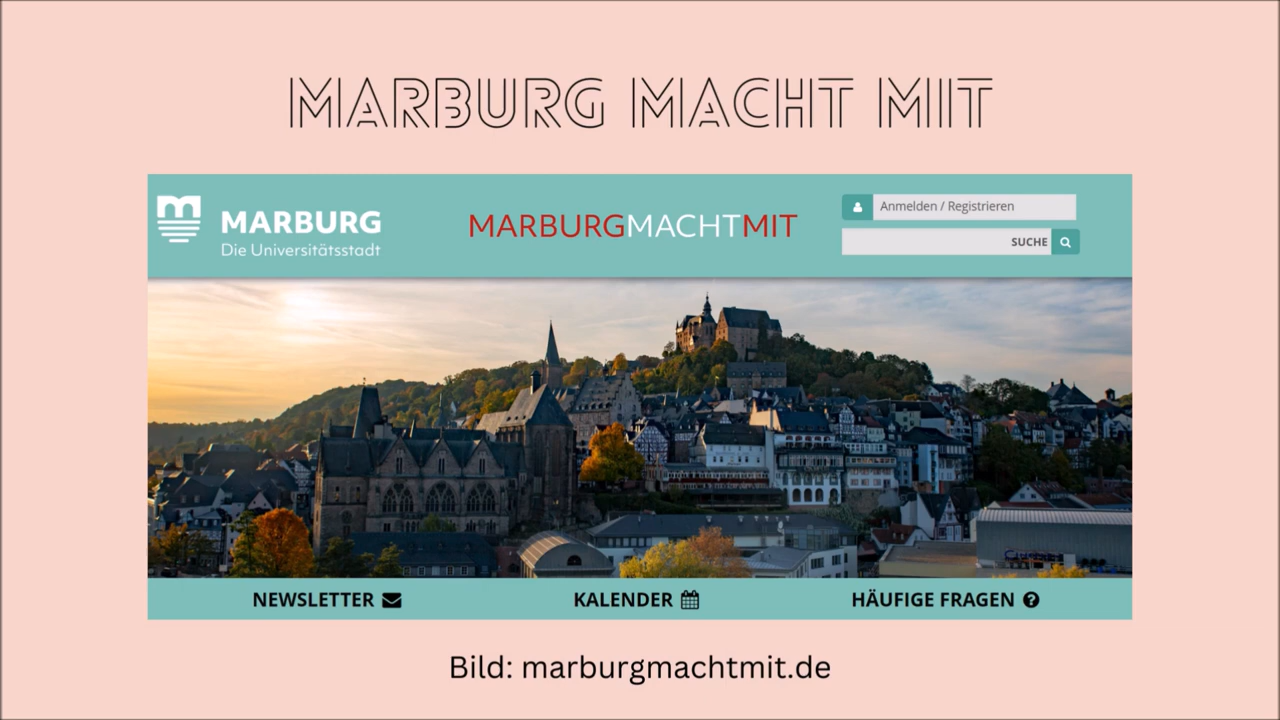 MARBURG MACHT MIT
MARBURG
Die Universitätsstadt
MARBURGMACHTMIT
Anmelden / Registrieren
SUCHE
NEWSLETTER
KALENDER
HÄUFIGE FRAGEN
Bild: marburgmachtmit.de